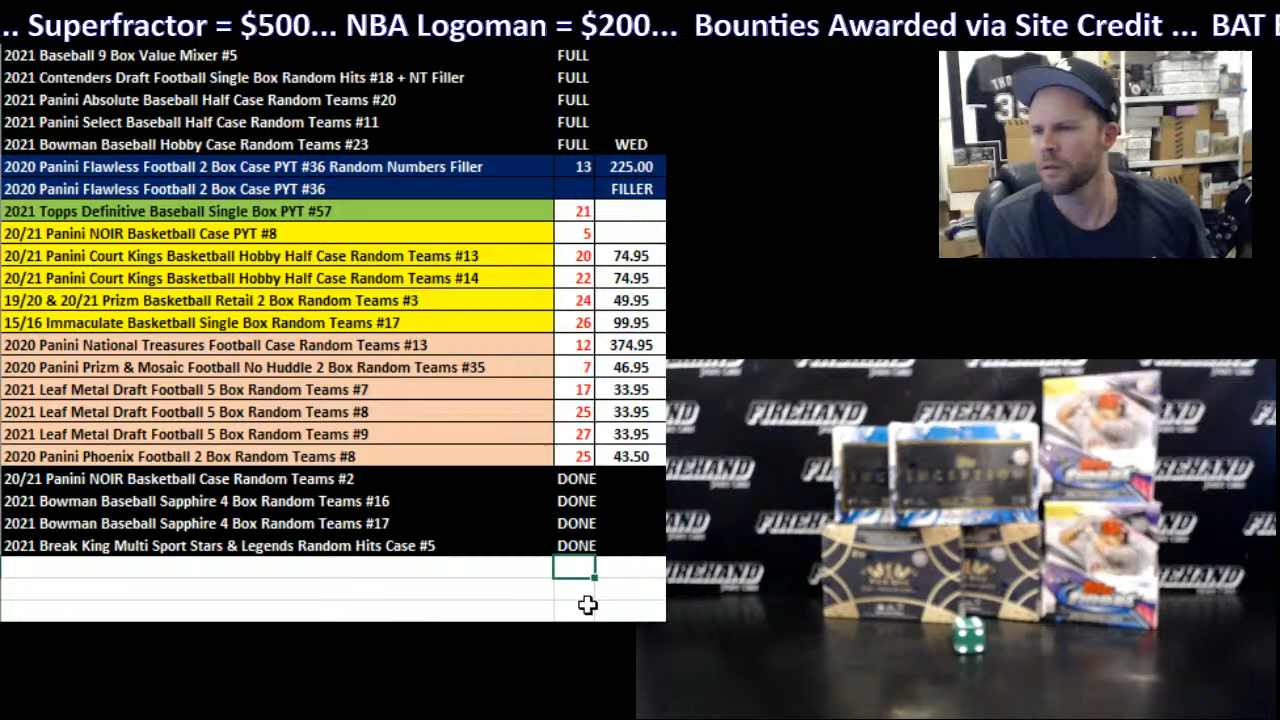 .. Superfractor = $500... NBA Logoman = $200... Bounties Awarded via Site Credit ... BAT
2021 Baseball 9 Box Value Mixer #5 FULL
2021 Contenders Draft Football Single Box Random Hits #18 + NT Filler FULL
2021 Panini Absolute Baseball Half Case Random Teams #20 FULL
2021 Panini Select Baseball Half Case Random Teams #11 FULL
2021 Bowman Baseball Hobby Case Random Teams #23 FULL WED
2020 Panini Flawless Football 2 Box Case PYT #36 Random Numbers Filler 13 225.00
2020 Panini Flawless Football 2 Box Case PYT #36 FILLER
2021 Topps Definitive Baseball Single Box PYT #57 21
20/21 Panini NOIR Basketball Case PYT #8 5
20/21 Panini Court Kings Basketball Hobby Half Case Random Teams #13 20 74.95
20/21 Panini Court Kings Basketball Hobby Half Case Random Teams #14 22 74.95
19/20 & 20/21 Prizm Basketball Retail 2 Box Random Teams #3 24 49.95
15/16 Immaculate Basketball Single Box Random Teams #17 26 99.95
2020 Panini National Treasures Football Case Random Teams #13 12 374.95
2020 Panini Prizm & Mosaic Football No Huddle 2 Box Random Teams #35 7 46.95
2021 Leaf Metal Draft Football 5 Box Random Teams #7 17 33.95
2021 Leaf Metal Draft Football 5 Box Random Teams #8 25 33.95
2021 Leaf Metal Draft Football 5 Box Random Teams #9 27 33.95
2020 Panini Phoenix Football 2 Box Random Teams #8 25 43.50
20/21 Panini NOIR Basketball Case Random Teams #2 DONE
2021 Bowman Baseball Sapphire 4 Box Random Teams #16 DONE
2021 Bowman Baseball Sapphire 4 Box Random Teams #17 DONE
2021 Break King Multi Sport Stars & Legends Random Hits Case #5 DONE
FIREHAND
FIREHAND
INCEPTION
FIREHAND